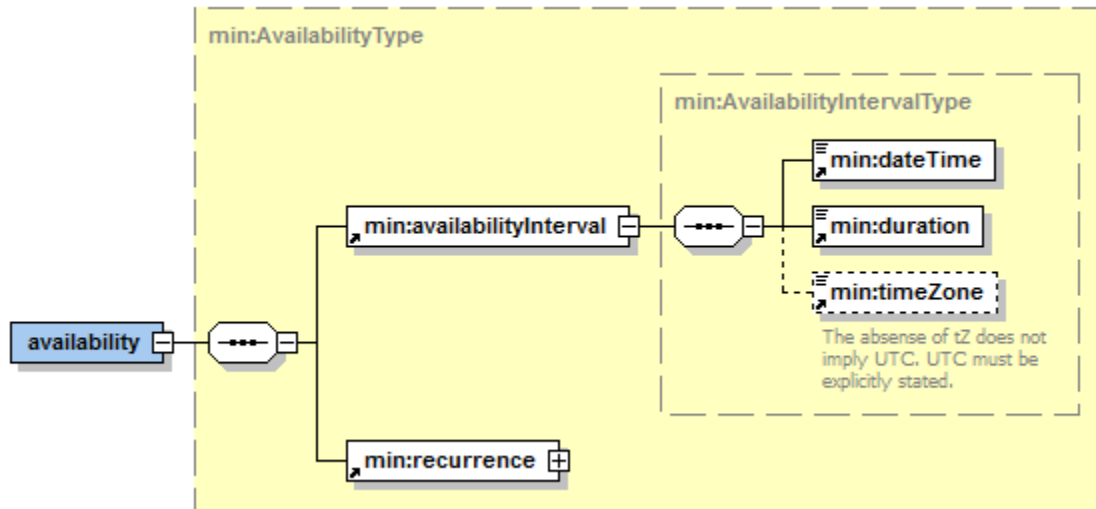 min:AvailabilityType
min:AvailabilityIntervalType
min:dateTime
min:availabilityInterval
min:duration
min:timeZone
The absense of tZ does not
imply UTC. UTC must be
explicitly stated.
availability
min:recurrence